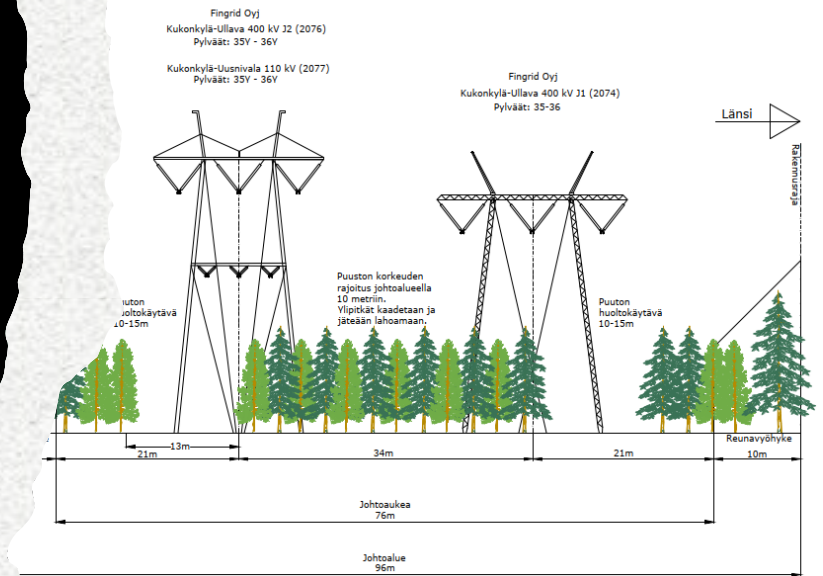 Fingrid Oyj
Kukonkylä-Ullava 400 kV J2 (2076)
Pylväät: 35Y - 36Y
Kukonkylä-Uusnivala 110 kV (2077)
Pylväät: 35Y - 36Y
Fingrid Oyj
Kukonkylä-Ullava 400 kV J1 (2074)
Pylväät: 35-36
Länsi
Rakennusraja
huoltokäytävä
10-15m
Puuston korkeuden
rajoitus johtoalueella
10 metriin.
Ylipitkät kaadetaan ja
jäteään lahoamaan.
Puuton
huoltokäytävä
10-15m
Reunavyöhyke
13m
21m
34m
21m
10m
Johtoaukea
76m
Johtoalue
96m